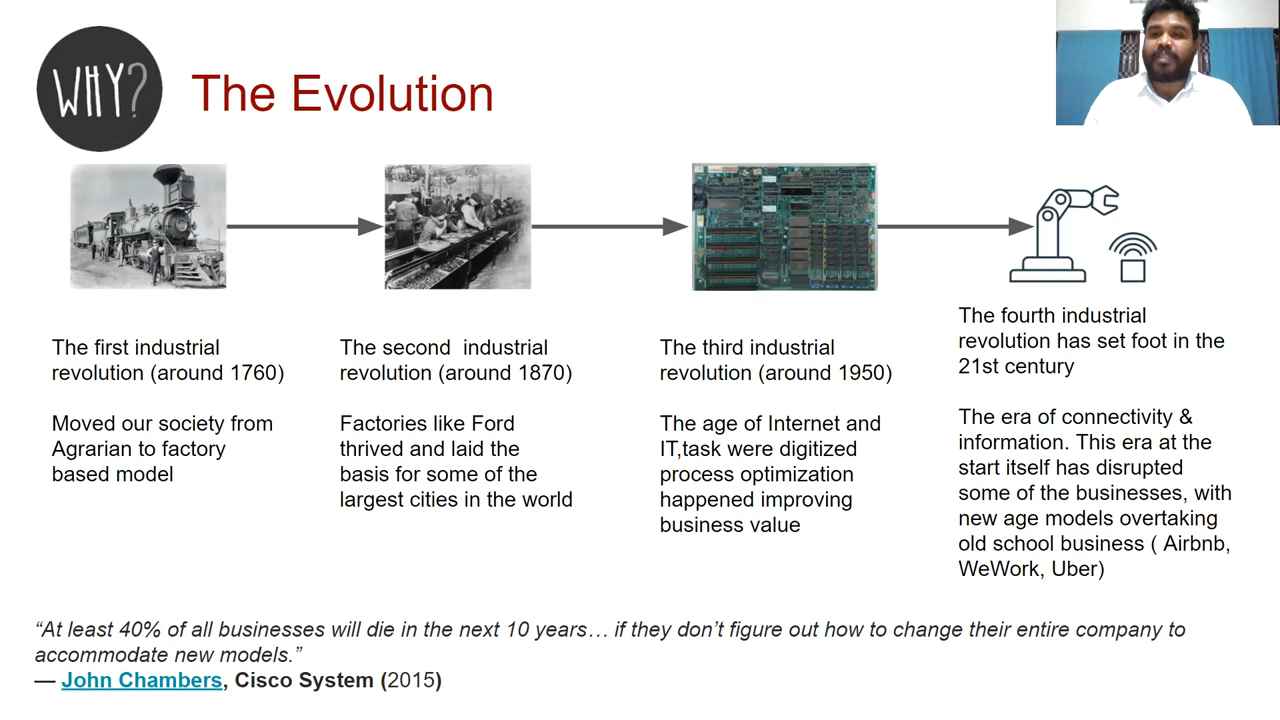 WHY?
The Evolution
The first industrial
revolution (around 1760)
Moved our society from
Agrarian to factory
based model
The second  industrial
revolution (around 1870)
Factories like Ford
thrived and laid the
basis for some of the
largest cities in the world
The third industrial
revolution (around 1950)
The age of Internet and
IT,task were digitized
process optimization
happened improving
business value
The fourth industrial
revolution has set foot in the
21st century
The era of connectivity &
information. This era at the
start itself has disrupted
some of the businesses, with
new age models overtaking
old school business ( Airbnb,
WeWork, Uber)
“At least 40% of all businesses will die in the next 10 years… if they don’t figure out how to change their entire company to
accommodate new models.”
— John Chambers, Cisco System (2015)